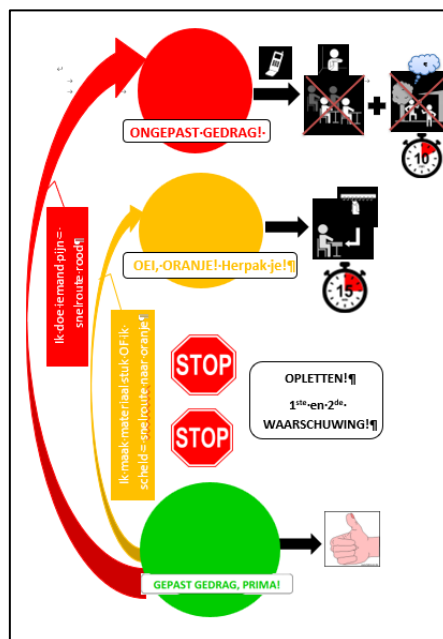 ONGEPAST·GEDRAG!·
10
OEI,·ORANJE!·Herpak·je!¶
15
Ik·doe·iemand·pijn·=·
snelroute·rood¶
Ik·maak·materiaal·stuk·OF·ik·
scheld·=·snelroute·naar·oranje¶
STOP
STOP
OPLETTEN!¶
1ste·en·2de·
WAARSCHUWING!¶
GEPAST GEDRAG, PRIMA!